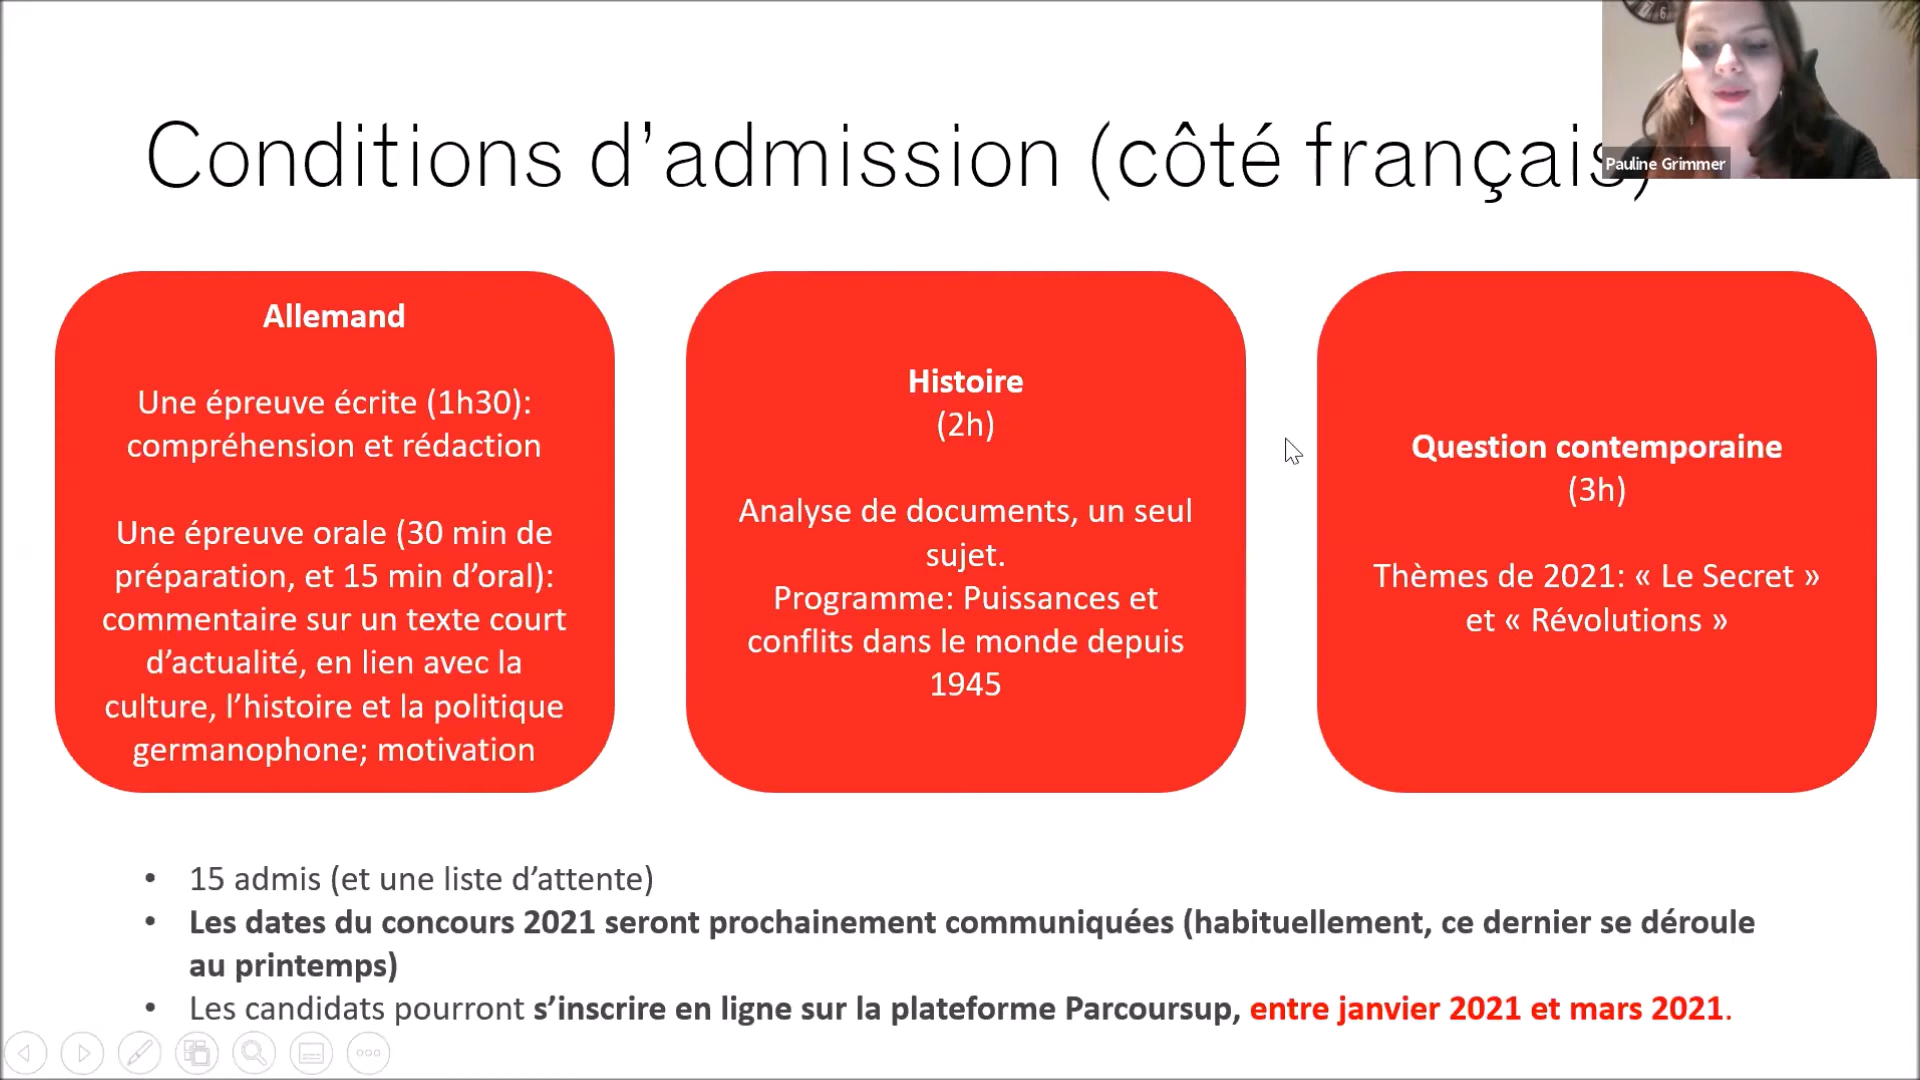 Conditions d’admission (côté français)
Pauline Grimmer
Allemand
Une épreuve écrite (1h30):
compréhension et rédaction
Une épreuve orale (30 min de
préparation, et 15 min d’oral):
commentaire sur un texte court
d’actualité, en lien avec la
culture, l’histoire et la politique
germanophone; motivation
Histoire
(2h)
Analyse de documents, un seul
sujet.
Programme: Puissances et
conflits dans le monde depuis
1945
Question contemporaine
(3h)
Thèmes de 2021: « Le Secret »
et « Révolutions »
• 15 admis (et une liste d’attente)
• Les dates du concours 2021 seront prochainement communiquées (habituellement, ce dernier se déroule
au printemps)
• Les candidats pourront s’inscrire en ligne sur la plateforme Parcoursup, entre janvier 2021 et mars 2021.